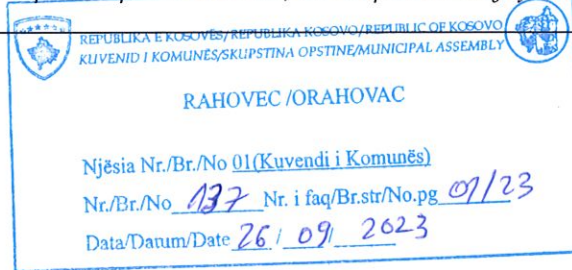 REPUBLIKA E KOSOVËS/REPUBLIKA KOSOVO/REPUBLIC OF KOSOVO
KUVENDI I KOMUNËS/SKUPSTINA OPSTINE/MUNICIPAL ASSEMBLY
RAHOVEC /ORAHOVAC
Njësia Nr./Br./No 01(Kuvendi i Komunës)
Nr./Br./No 137 Nr. i faq/Br.str/No.pg 01/23
Data/Datum/Date 26 / 09/ 2023